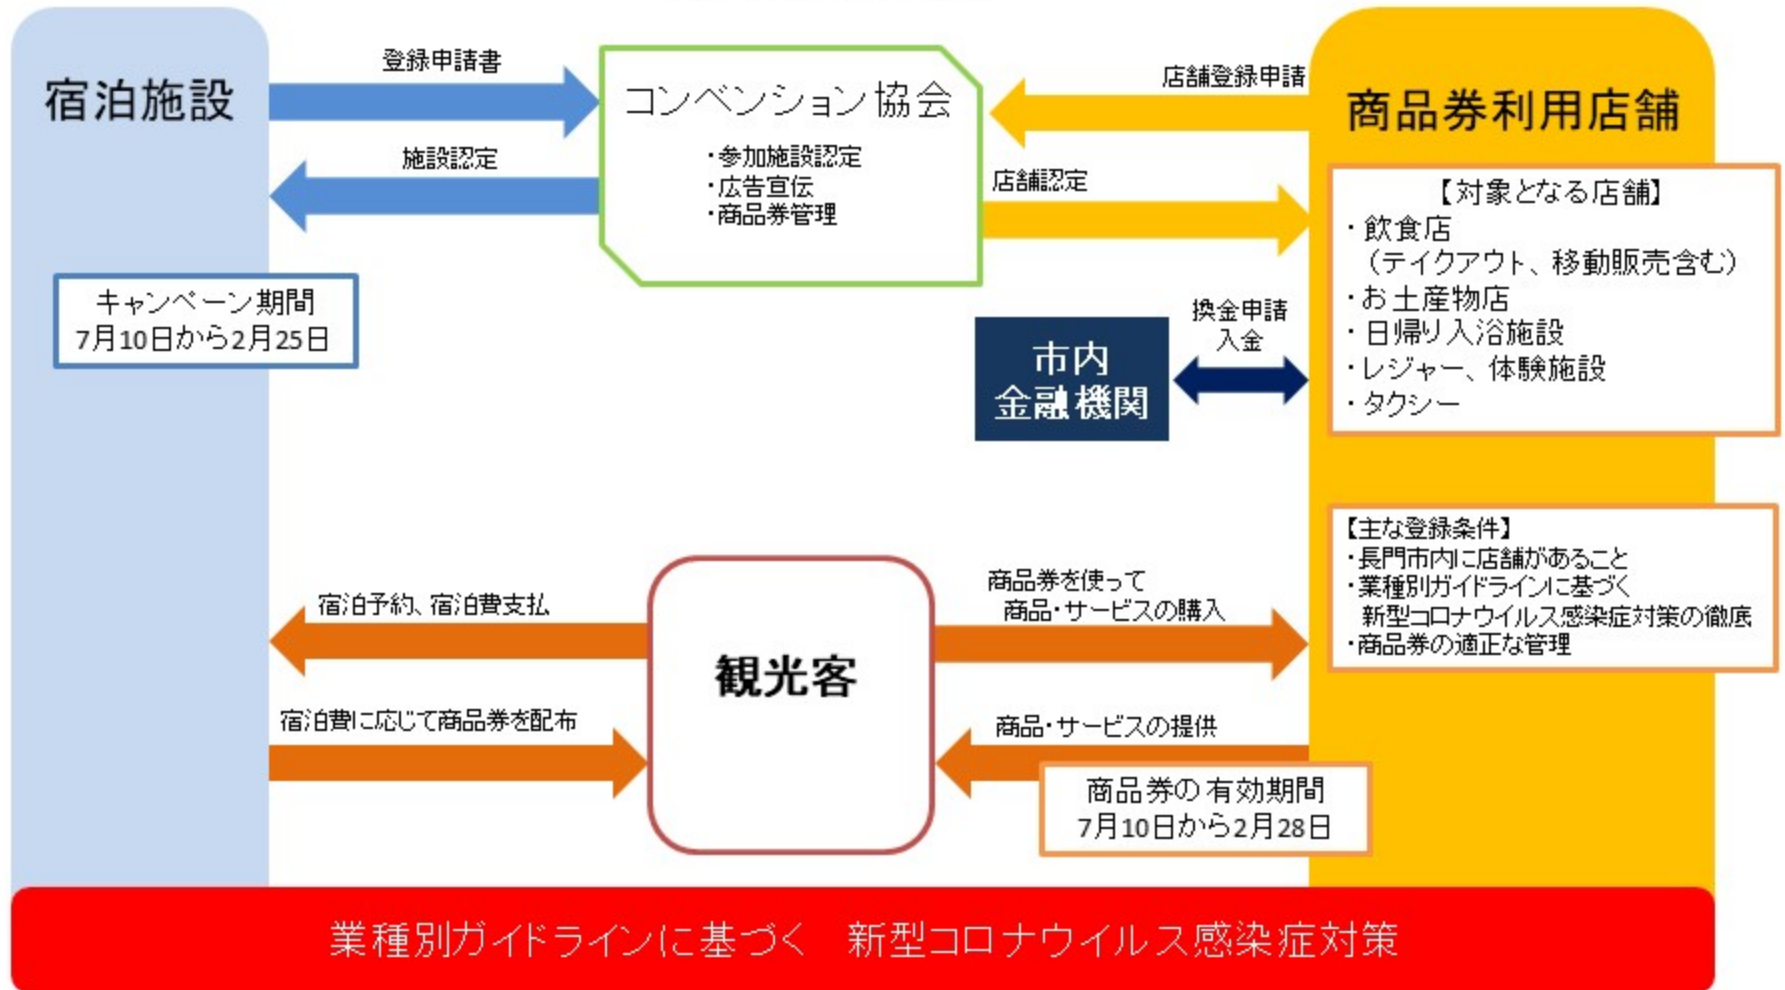 宿泊施設
登録申請書
施設認定
コンベンション協会
・参加施設認定
・広告宣伝
・商品券管理
店舗登録申請
店舗認定
商品券利用店舗
【対象となる店舗】
・飲食店
（テイクアウト、移動販売含む）
・お土産物店
・日帰り入浴施設
・レジャー、体験施設
・タクシー
キャンペーン期間
7月10日から2月25日
市内
金融機関
換金申請
入金
【主な登録条件】
・長門市内に店舗があること
・業種別ガイドラインに基づく
新型コロナウイルス感染症対策の徹底
・商品券の適正な管理
宿泊予約、宿泊費支払
宿泊費に応じて商品券を配布
観光客
商品券を使って
商品・サービスの購入
商品・サービスの提供
商品券の有効期間
7月10日から2月28日
業種別ガイドラインに基づく　新型コロナウイルス感染症対策